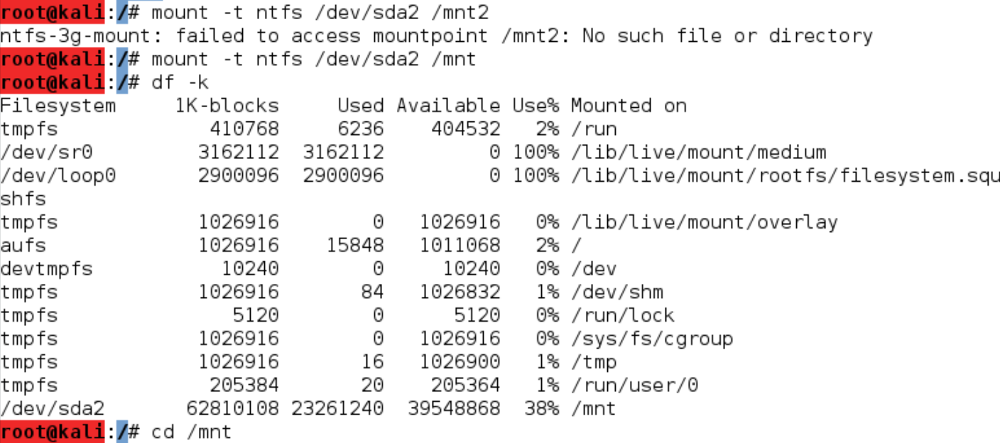 root@kali:/# mount -t ntfs /dev/sda2 /mnt2
ntfs-3g-mount: failed to access mountpoint /mnt2: No such file or directory
root@kali:/# mount -t ntfs /dev/sda2 /mnt
root@kali:/# df -k
Filesystem     1K-blocks     Used Available Use% Mounted on
tmpfs             410768     6236    404532   2% /run
/dev/sr0         3162112  3162112         0 100% /lib/live/mount/medium
/dev/loop0       2900096  2900096         0 100% /lib/live/mount/rootfs/filesystem.squ
shfs
tmpfs            1026916        0   1026916   0% /lib/live/mount/overlay
aufs             1026916    15848   1011068   2% /
devtmpfs           10240        0     10240   0% /dev
tmpfs            1026916       84   1026832   1% /dev/shm
tmpfs               5120        0      5120   0% /run/lock
tmpfs            1026916        0   1026916   0% /sys/fs/cgroup
tmpfs            1026916       16   1026900   1% /tmp
tmpfs             205384       20    205364   1% /run/user/0
/dev/sda2       62810108 23261240  39548868  38% /mnt
root@kali:/# cd /mnt